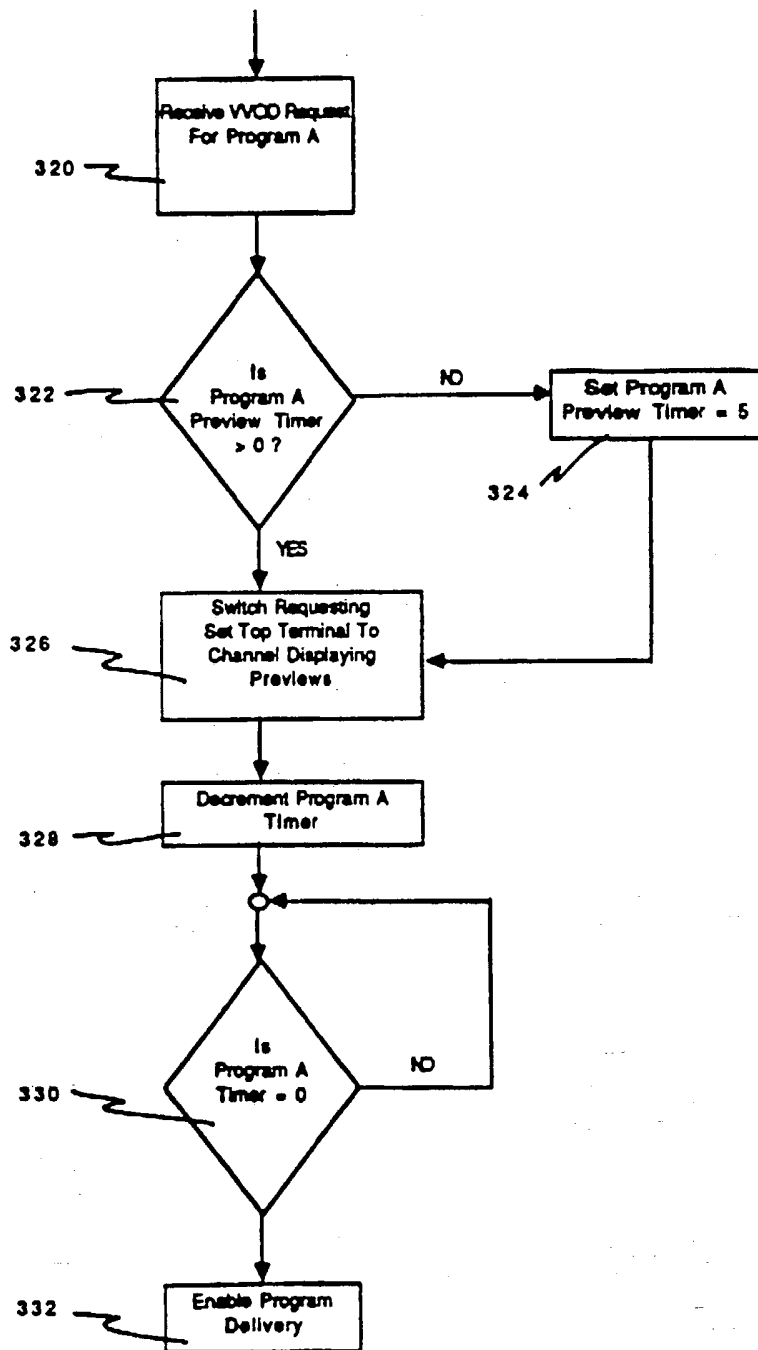 Receive VVOD Request
For Program A
320
Is
Program A
Preview Timer
> 0 ?
322
NO
Set Program A
Preview Timer = 5
324
YES
Switch Requesting
Set Top Terminal To
Channel Displaying
Previews
326
Decrement Program A
Timer
328
Is
Program A
Timer = 0
330
NO
Enable Program
Delivery
332